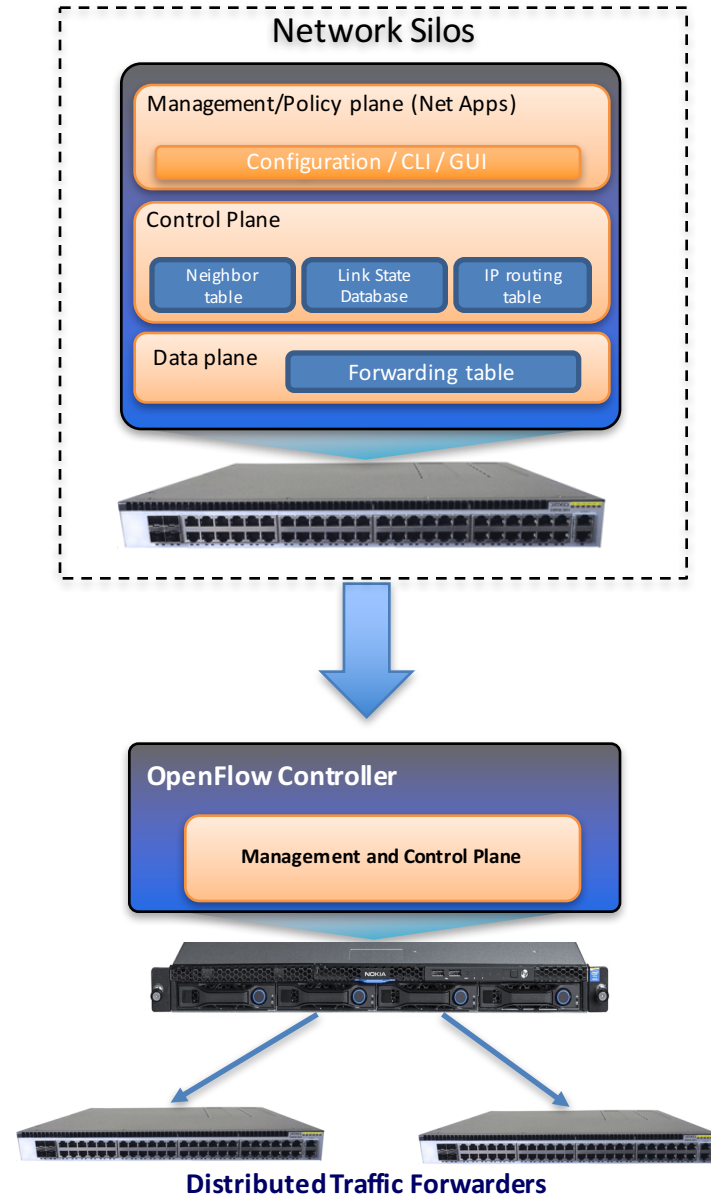 Network Silos
Management/Policy plane (Net Apps)
Configuration / CLI / GUI
Control Plane
Neighbor
table
Link State
Database
IP routing
table
Data plane
Forwarding table
OpenFlow Controller
Management and Control Plane
NOKIA
Distributed Traffic Forwarders